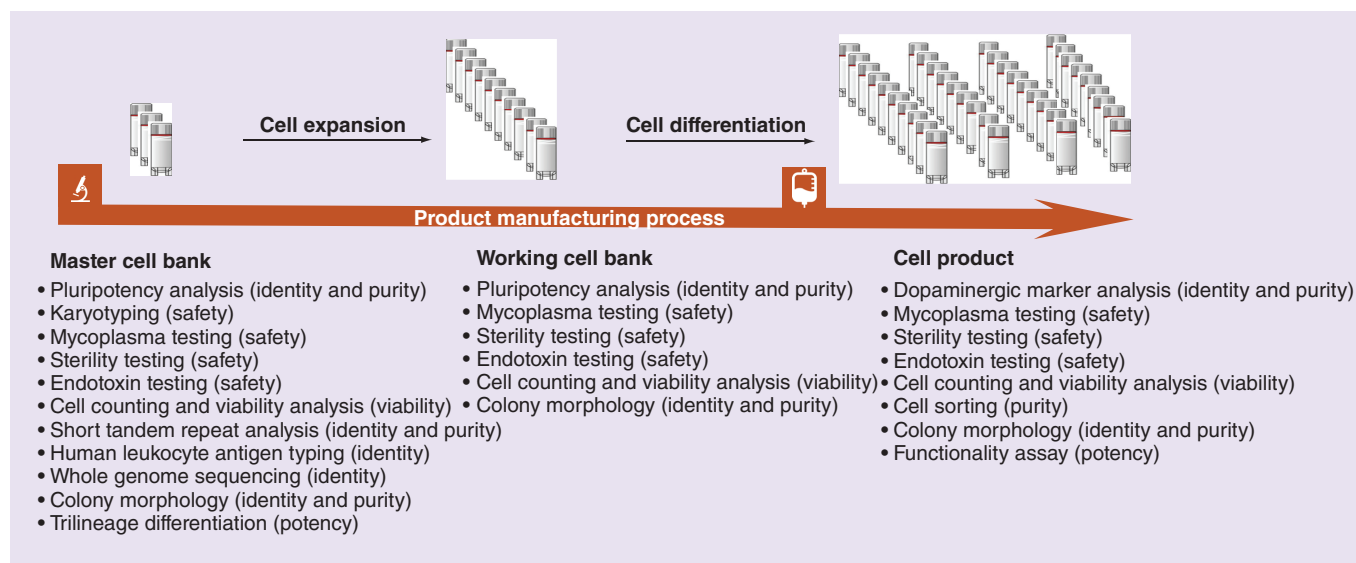 Cell expansion
Cell differentiation
Product manufacturing process
Master cell bank
• Pluripotency analysis (identity and purity)
• Karyotyping (safety)
• Mycoplasma testing (safety)
• Sterility testing (safety)
• Endotoxin testing (safety)
• Cell counting and viability analysis (viability)
• Short tandem repeat analysis (identity and purity)
• Human leukocyte antigen typing (identity)
• Whole genome sequencing (identity)
• Colony morphology (identity and purity)
• Trilineage differentiation (potency)
Working cell bank
• Pluripotency analysis (identity and purity)
• Mycoplasma testing (safety)
• Sterility testing (safety)
• Endotoxin testing (safety)
• Cell counting and viability analysis (viability)
• Colony morphology (identity and purity)
Cell product
• Dopaminergic marker analysis (identity and purity)
• Mycoplasma testing (safety)
• Sterility testing (safety)
• Endotoxin testing (safety)
• Cell counting and viability analysis (viability)
• Cell sorting (purity)
• Colony morphology (identity and purity)
• Functionality assay (potency)